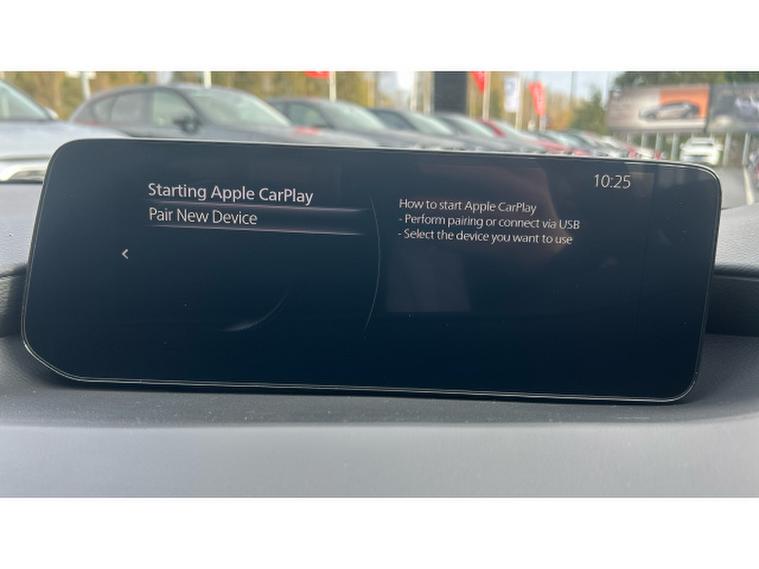 10:25
Starting Apple CarPlay
Pair New Device
How to start Apple CarPlay
- Perform pairing or connect via USB
- Select the device you want to use